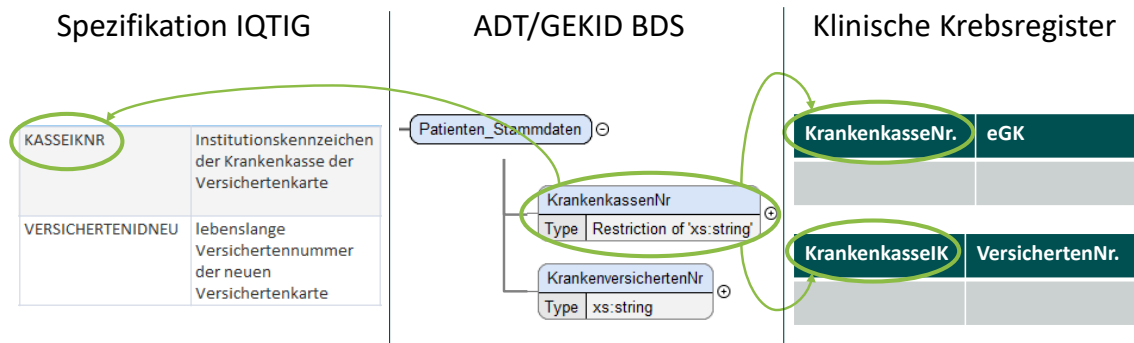 Spezifikation IQTIG
ADT/GEKID BDS
Klinische Krebsregister
KASSEIKNR
Institutionskennzeichen
der Krankenkasse der
Versichertenkarte
VERSICHERTENIDNEU
lebenslange
Versichertennummer
der neuen
Versichertenkarte
Patienten_Stammdaten
KrankenkassenNr
Type Restriction of 'xs:string'
KrankenversichertenNr
Type xs:string
KrankenkasseNr. eGK
KrankenkasseIK VersichertenNr.